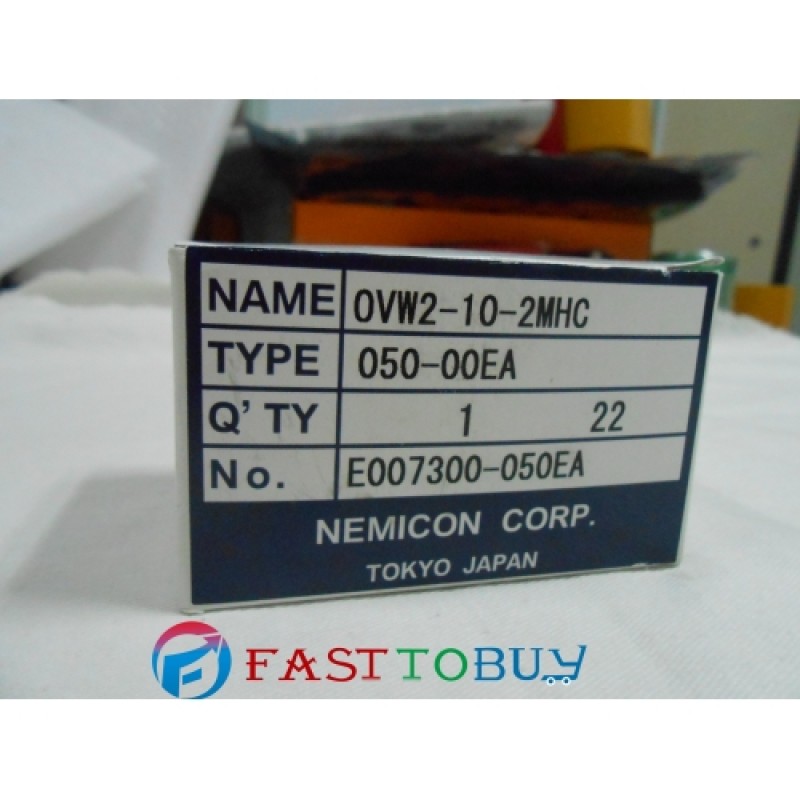 NAME OVW2-10-2MHC
TYPE 050-00EA
Q'TY 1 22
No. E007300-050EA
NEMICON CORP.
TOKYO JAPAN
FASTTOBUY